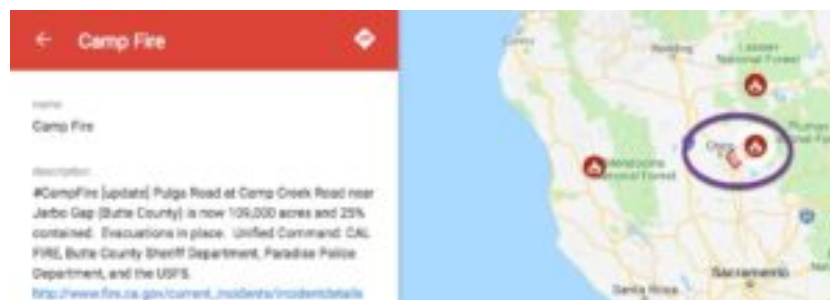 Camp Fire
name
Camp Fire
description
#CampFire [update] Pulga Road at Camp Creek Road near
Jarbo Gap (Butte County) is now 109,000 acres and 25%
contained. Evacuations in place. Unified Command: CAL
FIRE, Butte County Sheriff Department, Paradise Police
Department, and the USFS.
http://www.fire.ca.gov/current_incidents/incidentdetails
Redding
Lassen
National Forest
Chico
Mendocino
National Forest
Sacramento
Santa Rosa